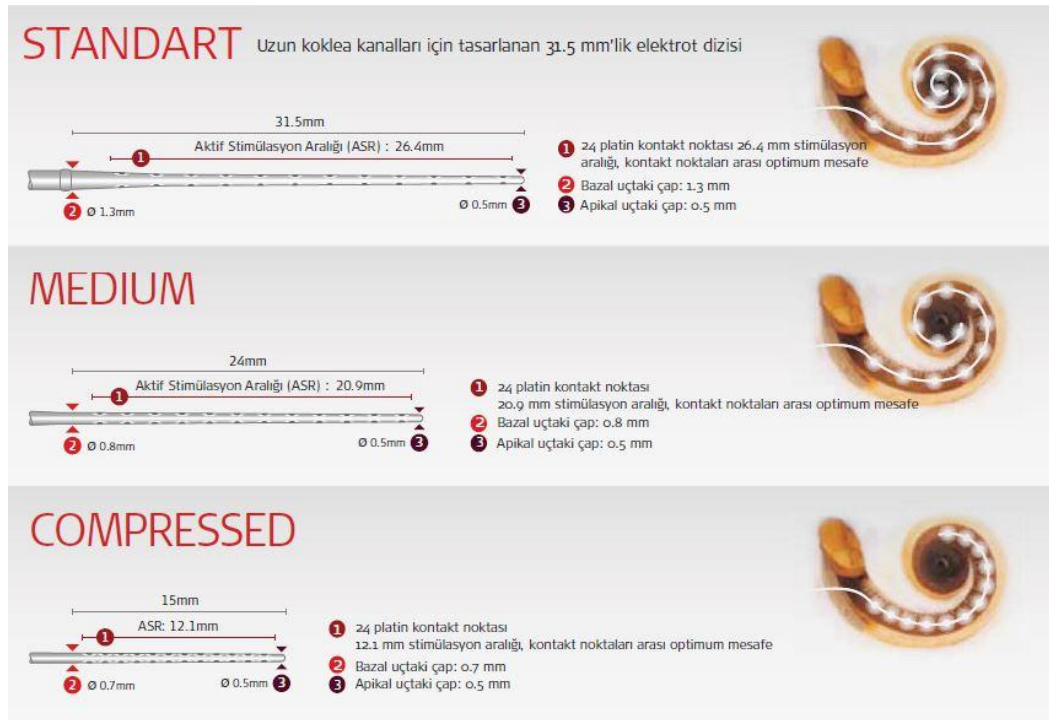 STANDART Uzun koklea kanalları için tasarlanan 31.5 mm'lik elektrot dizisi
31.5mm
Aktif Stimülasyon Aralığı (ASR) : 26.4mm
1
2 Ø 1.3mm
Ø 0.5mm 3
1 24 platin kontakt noktası 26.4 mm stimülasyon
aralığı, kontakt noktaları arası optimum mesafe
2 Bazal uçtaki çap: 1.3 mm
3 Apikal uçtaki çap: 0.5 mm
MEDIUM
24mm
Aktif Stimülasyon Aralığı (ASR) : 20.9mm
1
2 Ø 0.8mm
Ø 0.5mm 3
1 24 platin kontakt noktası
20.9 mm stimülasyon aralığı, kontakt noktaları arası optimum mesafe
2 Bazal uçtaki çap: 0.8 mm
3 Apikal uçtaki çap: 0.5 mm
COMPRESSED
15mm
ASR: 12.1mm
1
2 Ø 0.7mm
Ø 0.5mm 3
1 24 platin kontakt noktası
12.1 mm stimülasyon aralığı, kontakt noktaları arası optimum mesafe
2 Bazal uçtaki çap: 0.7 mm
3 Apikal uçtaki çap: 0.5 mm